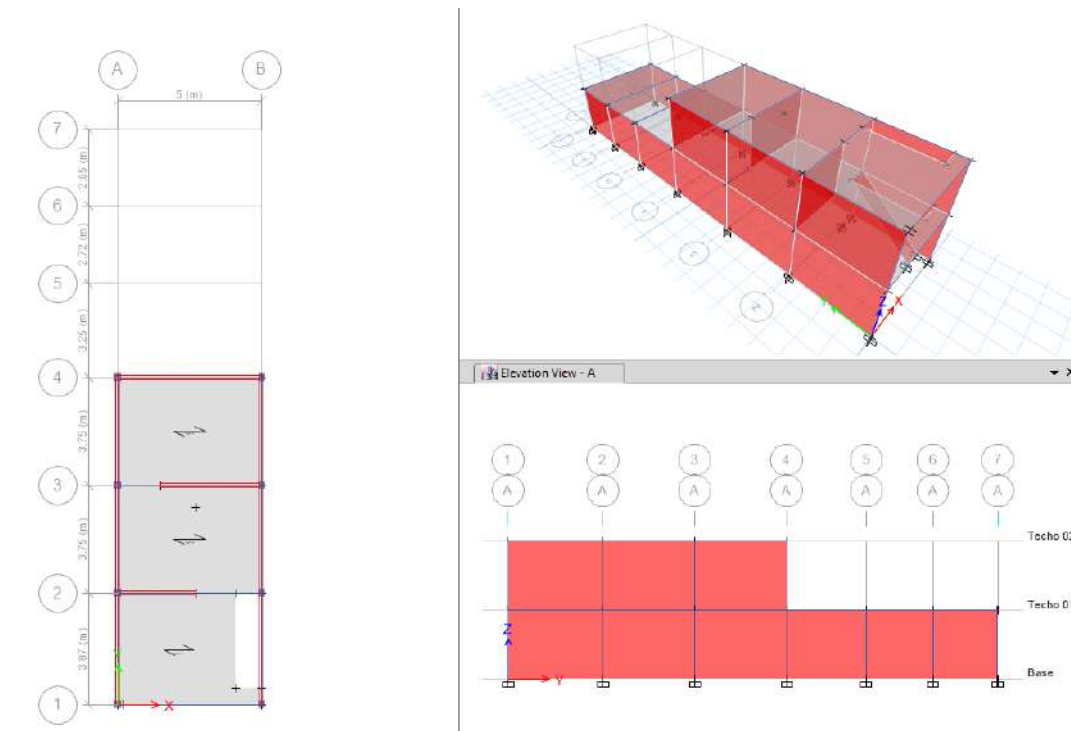 A B
5 (m)
7
2.65 (m)
6
2.72 (m)
5
3.25 (m)
4
3.75 (m)
3
3.75 (m)
2
3.87 (m)
1
Y
X
Z
Y
Z
X
Elevation View - A
1 2 3 4 5 6 7
A A A A A A A
Techo 02
Techo 01
Z
Base
Y